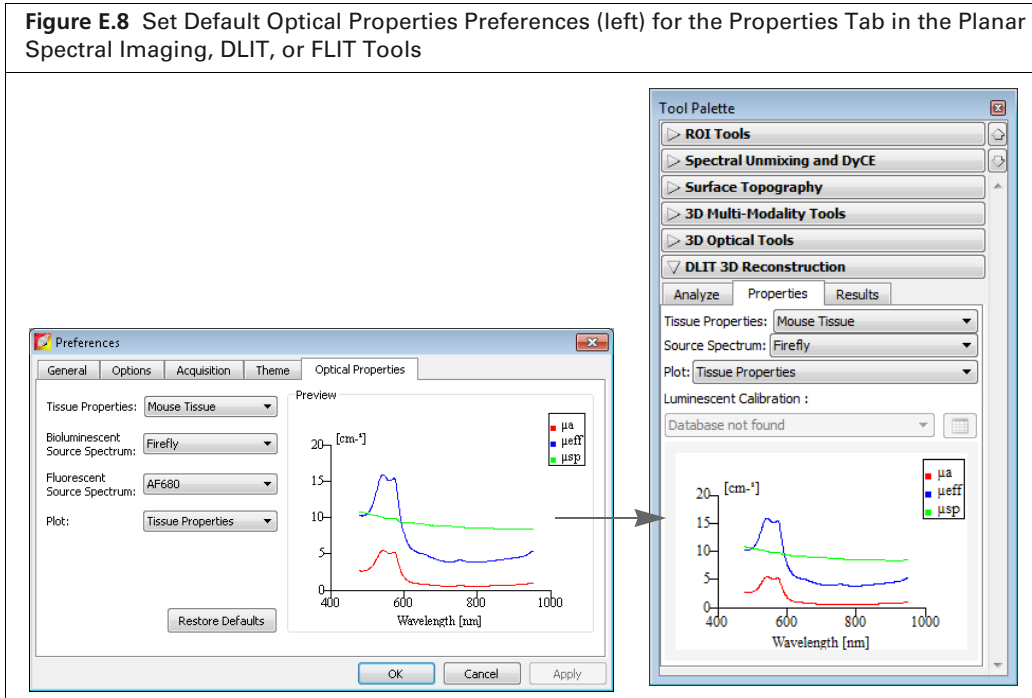 Figure E.8 Set Default Optical Properties Preferences (left) for the Properties Tab in the Planar
Spectral Imaging, DLIT, or FLIT Tools
Preferences
General Options Acquisition Theme Optical Properties
Tissue Properties: Mouse Tissue
Bioluminescent
Source Spectrum: Firefly
Fluorescent
Source Spectrum: AF680
Plot: Tissue Properties
Restore Defaults
Preview
[cm-¹]
µa
µeff
µsp
20
15
10
5
0
400 600 800 1000
Wavelength [nm]
OK Cancel Apply
Tool Palette
ROI Tools
Spectral Unmixing and DyCE
Surface Topography
3D Multi-Modality Tools
3D Optical Tools
DLIT 3D Reconstruction
Analyze Properties Results
Tissue Properties: Mouse Tissue
Source Spectrum: Firefly
Plot: Tissue Properties
Luminescent Calibration :
Database not found
[cm-¹]
µa
µeff
µsp
20
15
10
5
0
400 600 800 1000
Wavelength [nm]